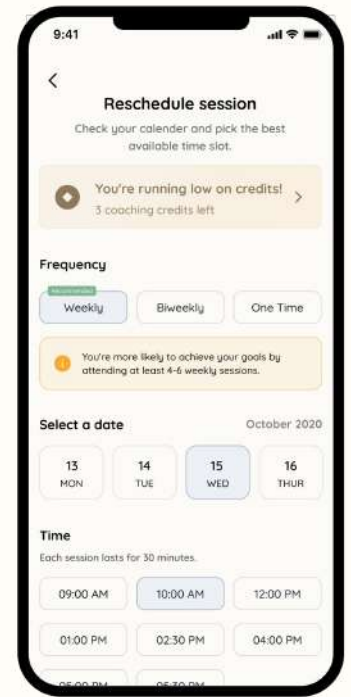 9:41
Reschedule session
Check your calender and pick the best
available time slot.
You're running low on credits!
3 coaching credits left
Frequency
Weekly
Biweekly
One Time
You're more likely to achieve your goals by
attending at least 4-6 weekly sessions.
Select a date
October 2020
13
MON
14
TUE
15
WED
16
THUR
Time
Each session lasts for 30 minutes.
09:00 AM
10:00 AM
12:00 PM
01:00 PM
02:30 PM
04:00 PM